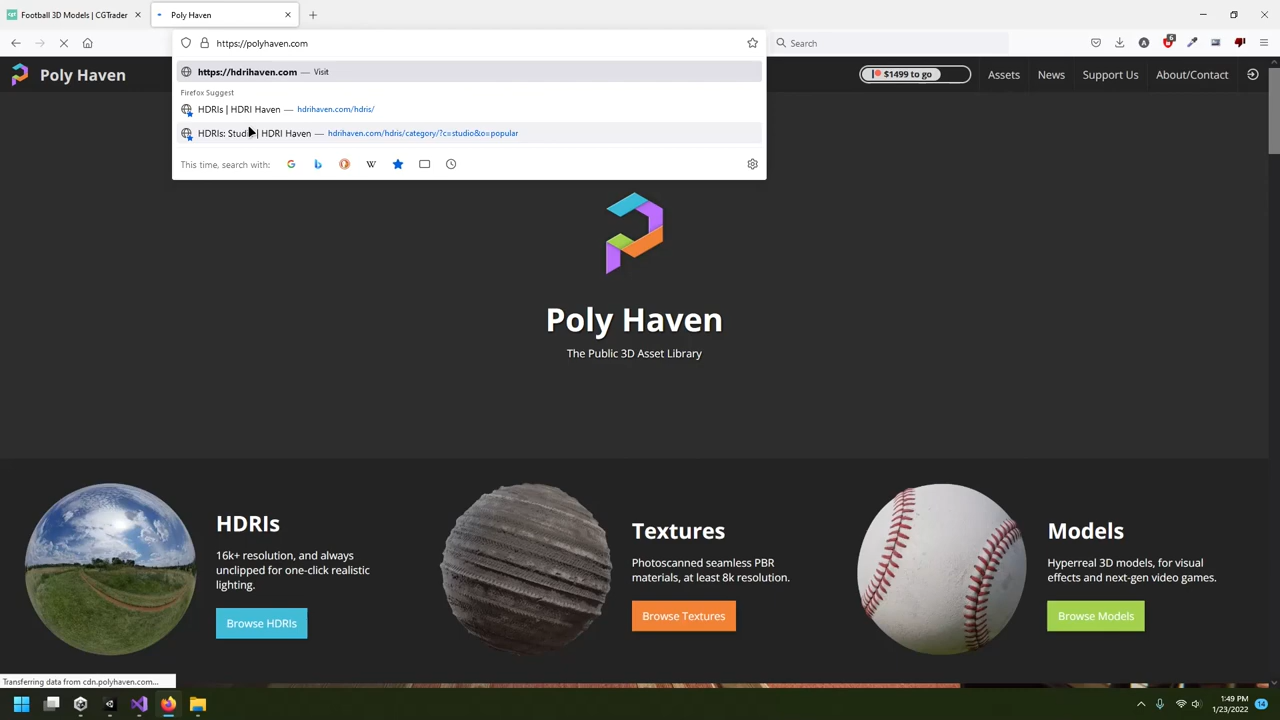 Football 3D Models | CGTrader
Poly Haven
https://polyhaven.com
Search
6
https://hdrihaven.com — Visit
Firefox Suggest
HDRIs | HDRI Haven — hdrihaven.com/hdris/
HDRIs: Studio | HDRI Haven — hdrihaven.com/hdris/category/?c=studio&o=popular
This time, search with:
Poly Haven
$1499 to go
Assets
News
Support Us
About/Contact
Poly Haven
The Public 3D Asset Library
HDRIs
16k+ resolution, and always
unclipped for one-click realistic
lighting.
Browse HDRIs
Textures
Photoscanned seamless PBR
materials, at least 8k resolution.
Browse Textures
Models
Hyperreal 3D models, for visual
effects and next-gen video games.
Browse Models
Transferring data from cdn.polyhaven.com...
1:49 PM
1/23/2022
14